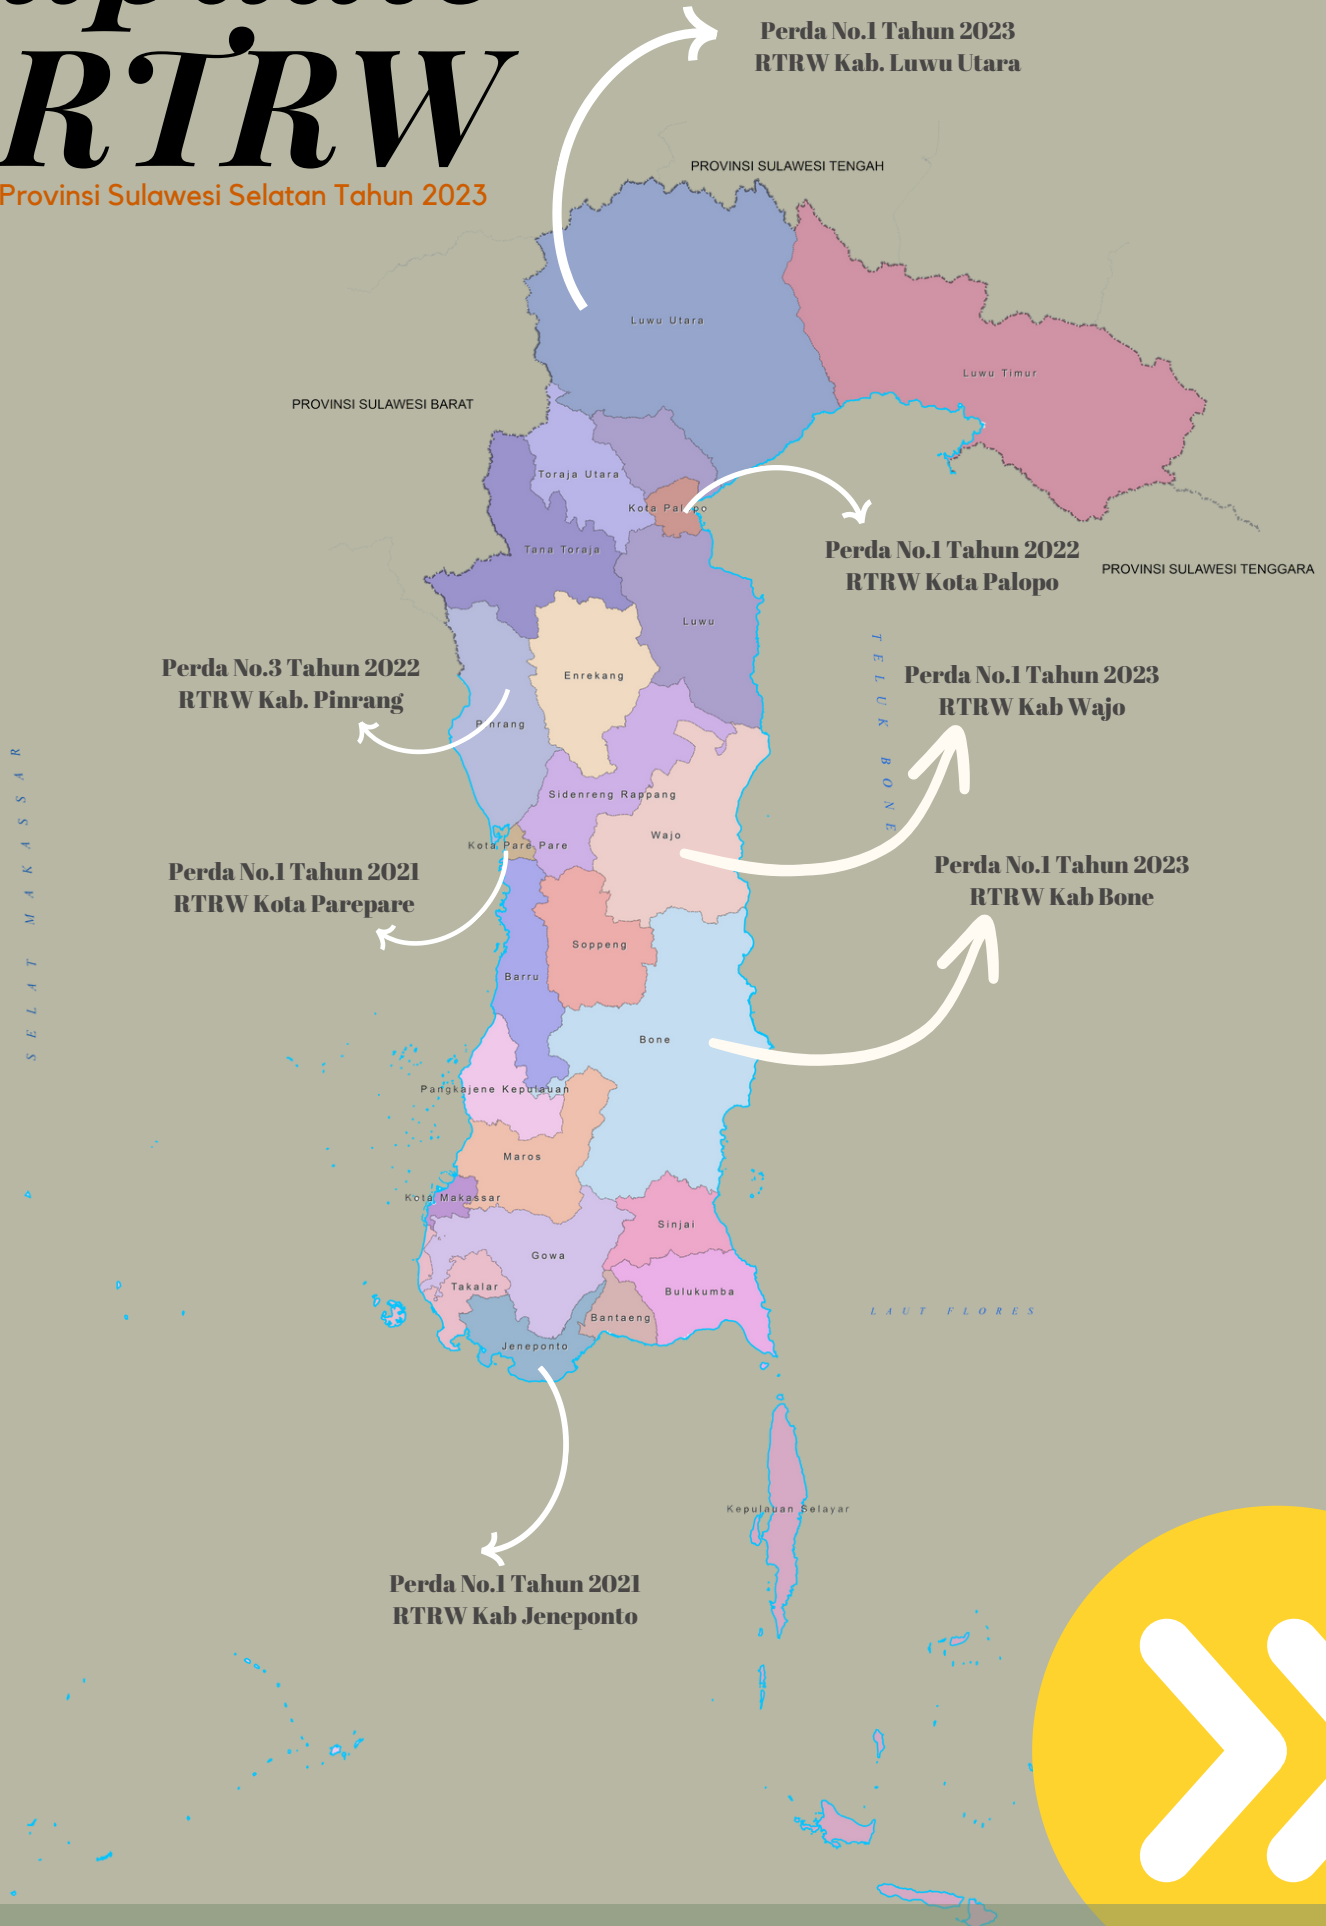 update
RTRW
Provinsi Sulawesi Selatan Tahun 2023
Perda No.1 Tahun 2023
RTRW Kab. Luwu Utara
PROVINSI SULAWESI TENGAH
Luwu Utara
Luwu Timur
PROVINSI SULAWESI BARAT
Toraja Utara
Kota Palopo
Tana Toraja
Perda No.1 Tahun 2022
RTRW Kota Palopo
PROVINSI SULAWESI TENGGARA
Luwu
TELUK BONE
Perda No.3 Tahun 2022
RTRW Kab. Pinrang
Enrekang
Perda No.1 Tahun 2023
RTRW Kab Wajo
Pinrang
SELAT MAKASSAR
Sidenreng Rappang
Wajo
Kota Pare Pare
Perda No.1 Tahun 2021
RTRW Kota Parepare
Perda No.1 Tahun 2023
RTRW Kab Bone
Soppeng
Barru
Bone
Pangkajene Kepulauan
Maros
Kota Makassar
Sinjai
Gowa
Takalar
Bulukumba
Bantaeng
LAUT FLORES
Jeneponto
Kepulauan Selayar
Perda No.1 Tahun 2021
RTRW Kab Jeneponto